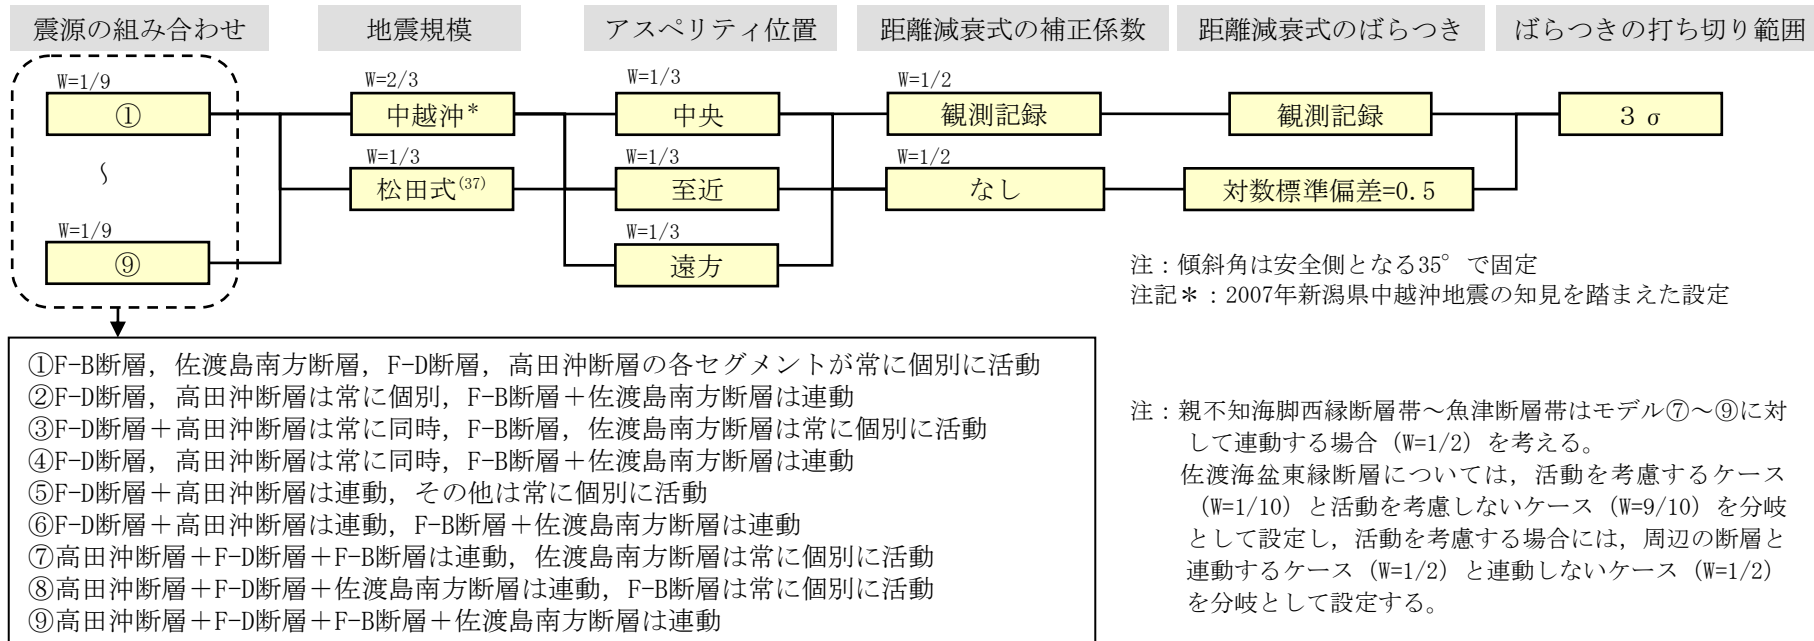 震源の組み合わせ
地震規模
アスペリティ位置
距離減衰式の補正係数
距離減衰式のばらつき
ばらつきの打ち切り範囲
W=1/9
①
～
W=1/9
⑨
W=2/3
中越沖*
W=1/3
松田式(37)
W=1/3
中央
W=1/3
至近
W=1/3
遠方
W=1/2
観測記録
W=1/2
なし
観測記録
対数標準偏差=0.5
3σ
注：傾斜角は安全側となる35°で固定
注記＊：2007年新潟県中越沖地震の知見を踏まえた設定
①F-B断層，佐渡島南方断層，F-D断層，高田沖断層の各セグメントが常に個別に活動
②F-D断層，高田沖断層は常に個別，F-B断層＋佐渡島南方断層は連動
③F-D断層＋高田沖断層は常に同時，F-B断層，佐渡島南方断層は常に個別に活動
④F-D断層，高田沖断層は常に同時，F-B断層＋佐渡島南方断層は連動
⑤F-D断層＋高田沖断層は連動，その他は常に個別に活動
⑥F-D断層＋高田沖断層は連動，F-B断層＋佐渡島南方断層は連動
⑦高田沖断層＋F-D断層＋F-B断層は連動，佐渡島南方断層は常に個別に活動
⑧高田沖断層＋F-D断層＋佐渡島南方断層は連動，F-B断層は常に個別に活動
⑨高田沖断層＋F-D断層＋F-B断層＋佐渡島南方断層は連動
注：親不知海脚西縁断層帯～魚津断層帯はモデル⑦～⑨に対
して連動する場合（W=1/2）を考える。
佐渡海盆東縁断層については，活動を考慮するケース
（W=1/10）と活動を考慮しないケース（W=9/10）を分岐
として設定し，活動を考慮する場合には，周辺の断層と
連動するケース（W=1/2）と連動しないケース（W=1/2）
を分岐として設定する。